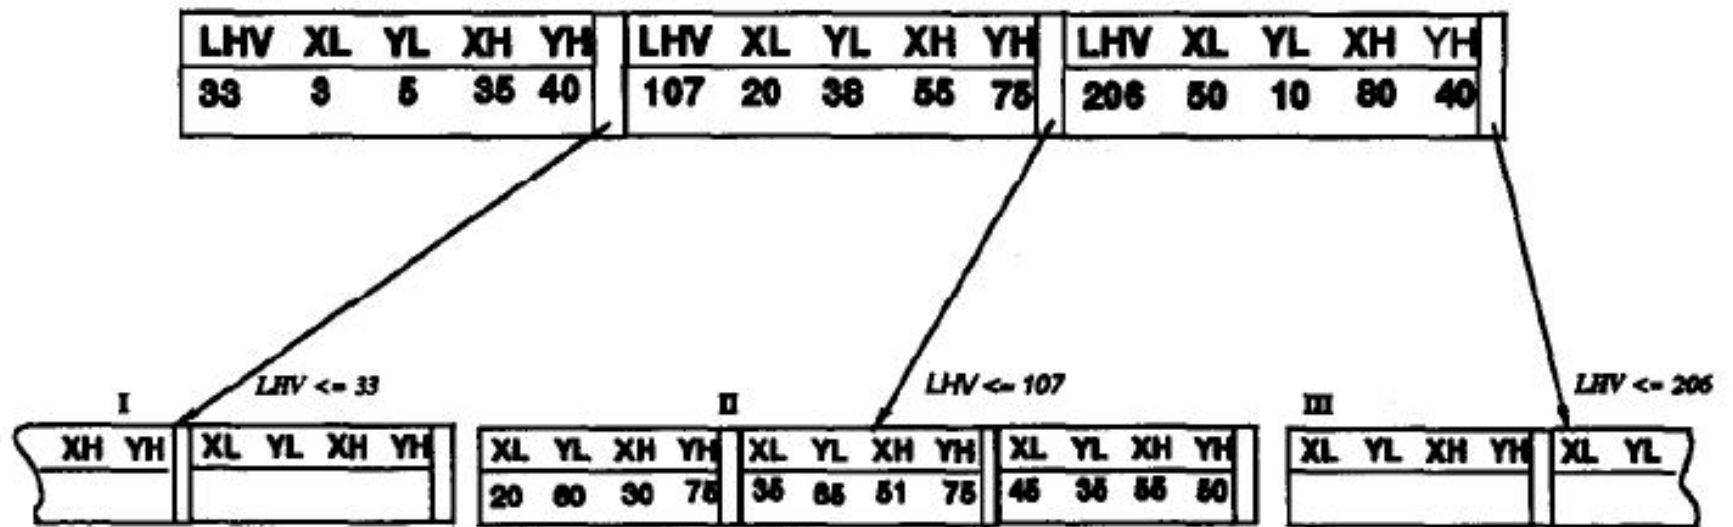 LHV XL YL XH YH LHV XL YL XH YH LHV XL YL XH YH
33 3 5 35 40 107 20 38 55 75 206 50 10 80 40
LHV <= 33 LHV <= 107 LHV <= 206
I II III
XH YH XL YL XH YH XL YL XH YH XL YL XH YH XL YL XH YH XL YL XH YH XL YL
20 60 30 75 35 65 51 75 45 35 55 50